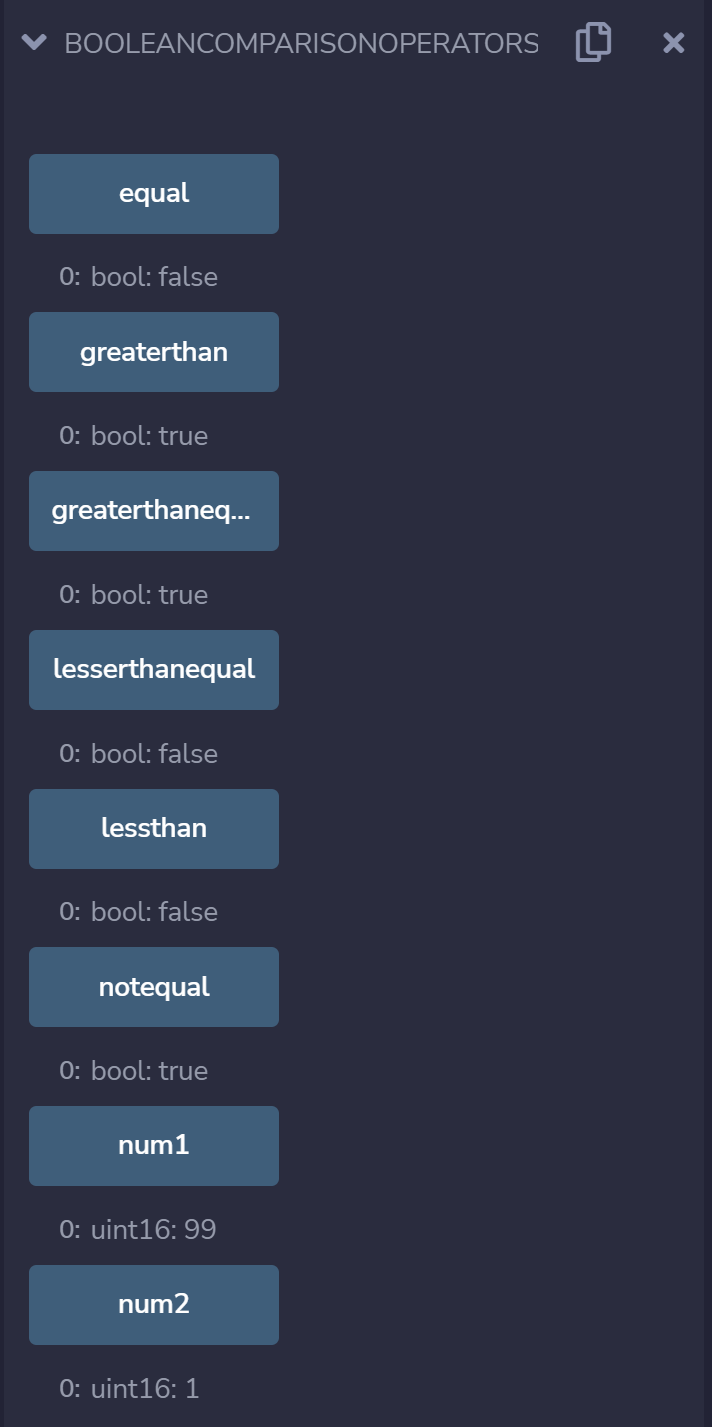 BOOLEANCOMPARISONOPERATORS
equal
0: bool: false
greaterthan
0: bool: true
greaterthaneq...
0: bool: true
lesserthanequal
0: bool: false
lessthan
0: bool: false
notequal
0: bool: true
num1
0: uint16: 99
num2
0: uint16: 1